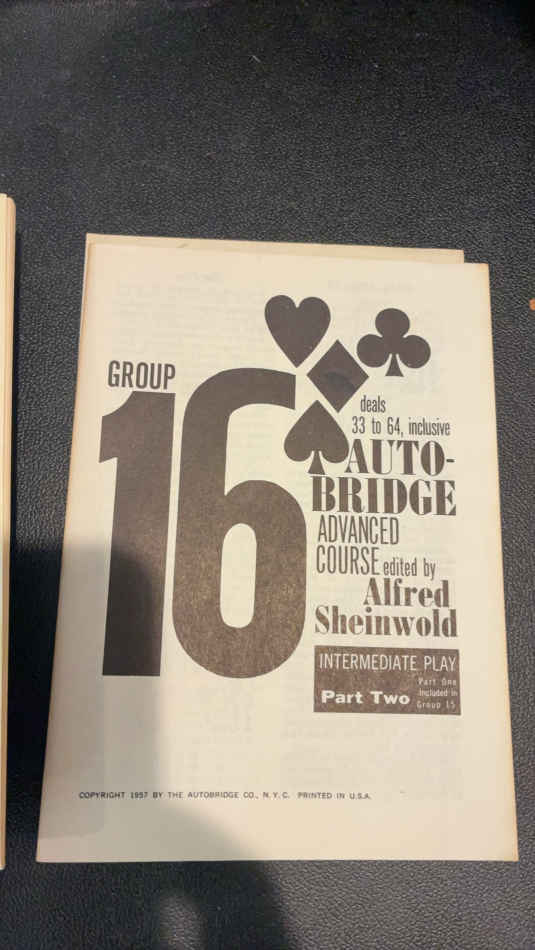 GROUP
16
deals
33 to 64, inclusive
AUTO-
BRIDGE
ADVANCED
COURSE edited by
Alfred
Sheinwold
INTERMEDIATE PLAY
Part Two
Part One
Included in
Group 15
COPYRIGHT 1957 BY THE AUTOBRIDGE CO., N. Y. C. PRINTED IN U.S.A.